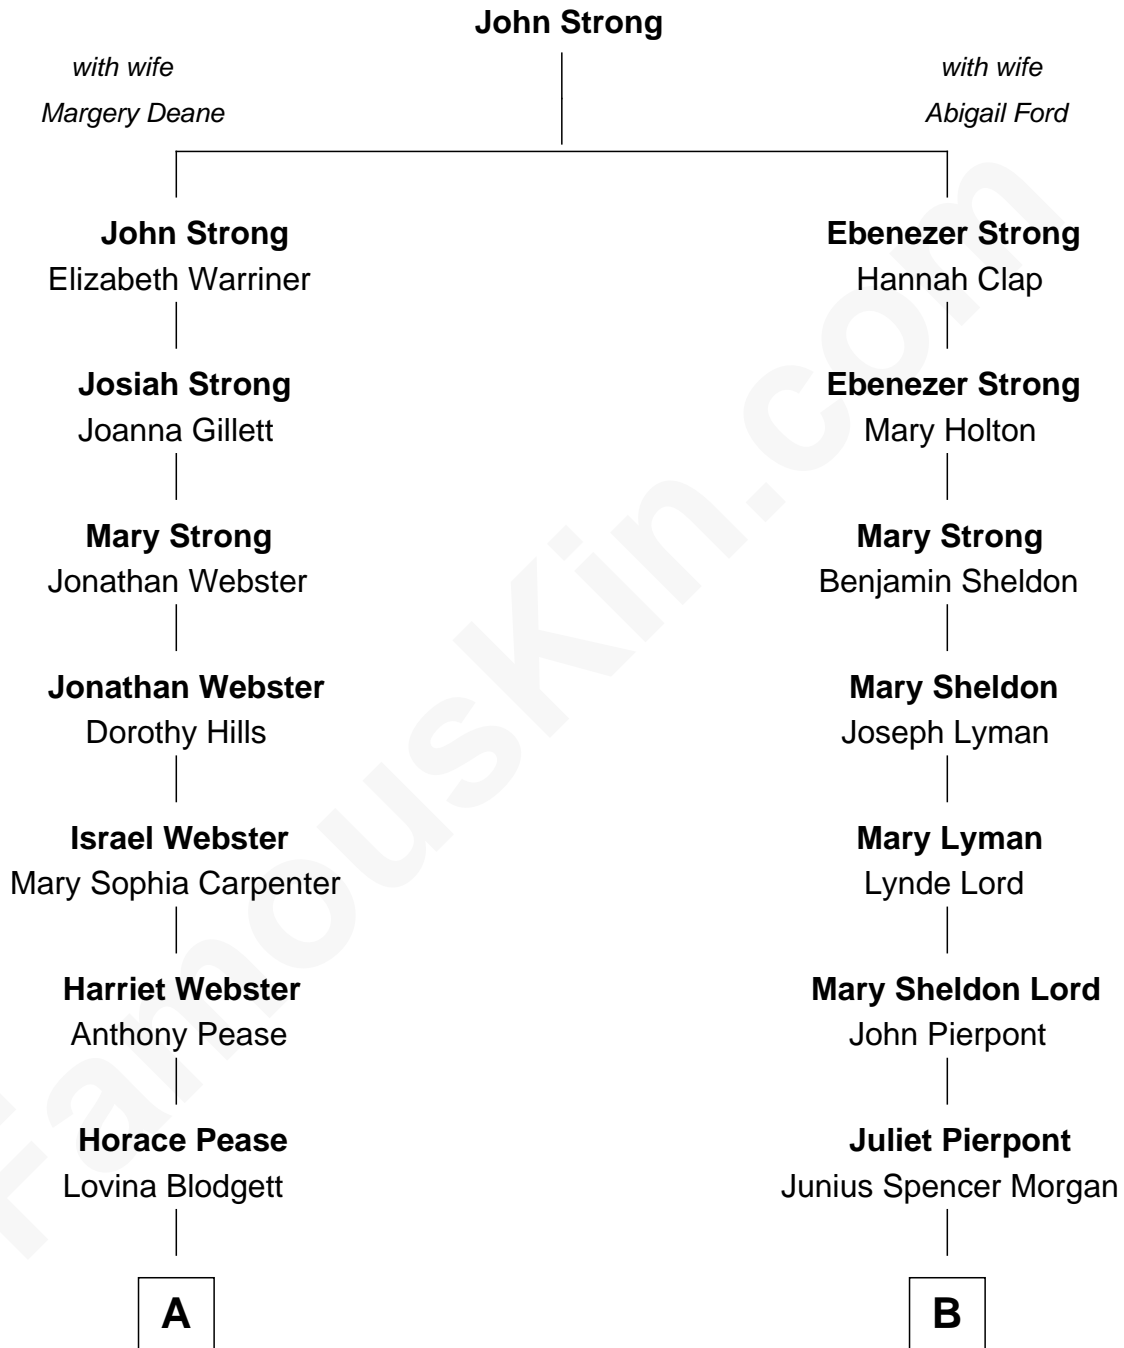 John Strong
with wife
Margery Deane
with wife
Abigail Ford
John Strong
Elizabeth Warriner
Josiah Strong
Joanna Gillett
Mary Strong
Jonathan Webster
Jonathan Webster
Dorothy Hills
Israel Webster
Mary Sophia Carpenter
Harriet Webster
Anthony Pease
Horace Pease
Lovina Blodgett
A
Ebenezer Strong
Hannah Clap
Ebenezer Strong
Mary Holton
Mary Strong
Benjamin Sheldon
Mary Sheldon
Joseph Lyman
Mary Lyman
Lynde Lord
Mary Sheldon Lord
John Pierpont
Juliet Pierpont
Junius Spencer Morgan
B
FamousKin.com